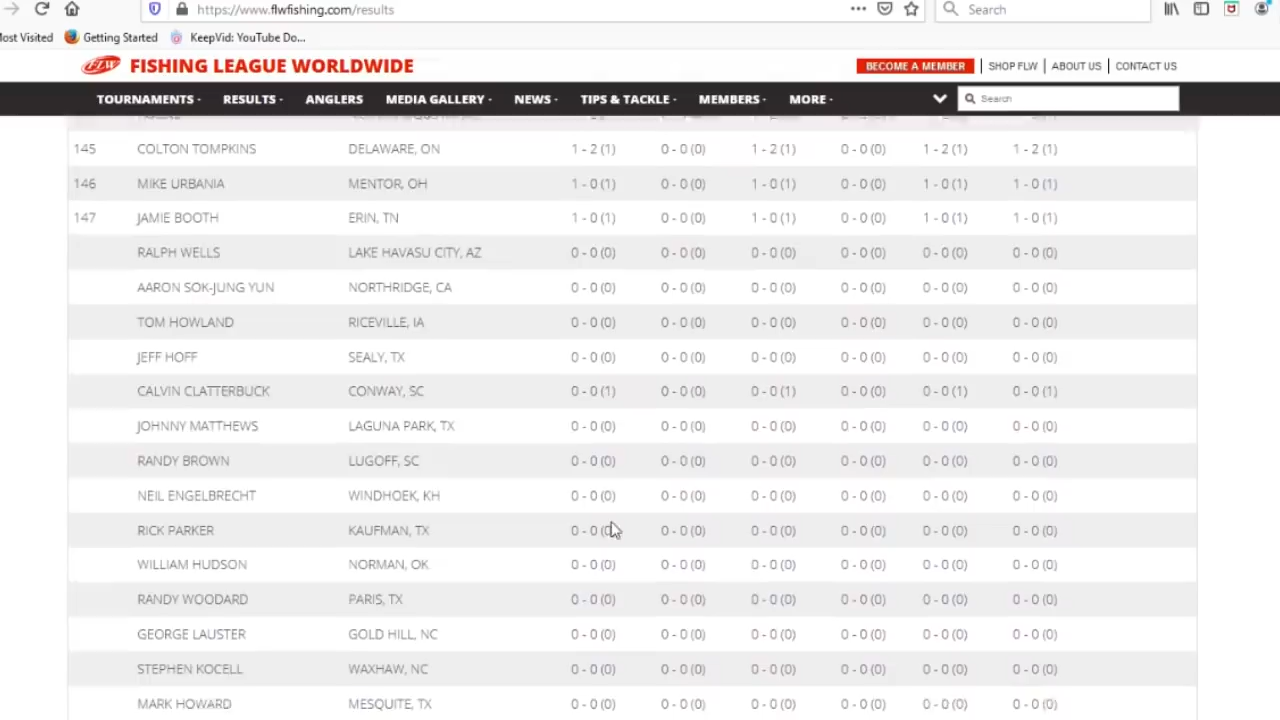 https://www.flwfishing.com/results
Search
Most Visited Getting Started KeepVid: YouTube Do...
FLW FISHING LEAGUE WORLDWIDE
BECOME A MEMBER | SHOP FLW | ABOUT US | CONTACT US
TOURNAMENTS RESULTS ANGLERS MEDIA GALLERY NEWS TIPS & TACKLE MEMBERS MORE Search
145 COLTON TOMPKINS DELAWARE, ON 1 - 2 (1) 0 - 0 (0) 1 - 2 (1) 0 - 0 (0) 1 - 2 (1) 1 - 2 (1)
146 MIKE URBANIA MENTOR, OH 1 - 0 (1) 0 - 0 (0) 1 - 0 (1) 0 - 0 (0) 1 - 0 (1) 1 - 0 (1)
147 JAMIE BOOTH ERIN, TN 1 - 0 (1) 0 - 0 (0) 1 - 0 (1) 0 - 0 (0) 1 - 0 (1) 1 - 0 (1)
RALPH WELLS LAKE HAVASU CITY, AZ 0 - 0 (0) 0 - 0 (0) 0 - 0 (0) 0 - 0 (0) 0 - 0 (0) 0 - 0 (0)
AARON SOK-JUNG YUN NORTHRIDGE, CA 0 - 0 (0) 0 - 0 (0) 0 - 0 (0) 0 - 0 (0) 0 - 0 (0) 0 - 0 (0)
TOM HOWLAND RICEVILLE, IA 0 - 0 (0) 0 - 0 (0) 0 - 0 (0) 0 - 0 (0) 0 - 0 (0) 0 - 0 (0)
JEFF HOFF SEALY, TX 0 - 0 (0) 0 - 0 (0) 0 - 0 (0) 0 - 0 (0) 0 - 0 (0) 0 - 0 (0)
CALVIN CLATTERBUCK CONWAY, SC 0 - 0 (1) 0 - 0 (0) 0 - 0 (1) 0 - 0 (0) 0 - 0 (1) 0 - 0 (1)
JOHNNY MATTHEWS LAGUNA PARK, TX 0 - 0 (0) 0 - 0 (0) 0 - 0 (0) 0 - 0 (0) 0 - 0 (0) 0 - 0 (0)
RANDY BROWN LUGOFF, SC 0 - 0 (0) 0 - 0 (0) 0 - 0 (0) 0 - 0 (0) 0 - 0 (0) 0 - 0 (0)
NEIL ENGELBRECHT WINDHOEK, KH 0 - 0 (0) 0 - 0 (0) 0 - 0 (0) 0 - 0 (0) 0 - 0 (0) 0 - 0 (0)
RICK PARKER KAUFMAN, TX 0 - 0 (0 0 - 0 (0) 0 - 0 (0) 0 - 0 (0) 0 - 0 (0) 0 - 0 (0)
WILLIAM HUDSON NORMAN, OK 0 - 0 (0) 0 - 0 (0) 0 - 0 (0) 0 - 0 (0) 0 - 0 (0) 0 - 0 (0)
RANDY WOODARD PARIS, TX 0 - 0 (0) 0 - 0 (0) 0 - 0 (0) 0 - 0 (0) 0 - 0 (0) 0 - 0 (0)
GEORGE LAUSTER GOLD HILL, NC 0 - 0 (0) 0 - 0 (0) 0 - 0 (0) 0 - 0 (0) 0 - 0 (0) 0 - 0 (0)
STEPHEN KOCELL WAXHAW, NC 0 - 0 (0) 0 - 0 (0) 0 - 0 (0) 0 - 0 (0) 0 - 0 (0) 0 - 0 (0)
MARK HOWARD MESQUITE, TX 0 - 0 (0) 0 - 0 (0) 0 - 0 (0) 0 - 0 (0) 0 - 0 (0) 0 - 0 (0)